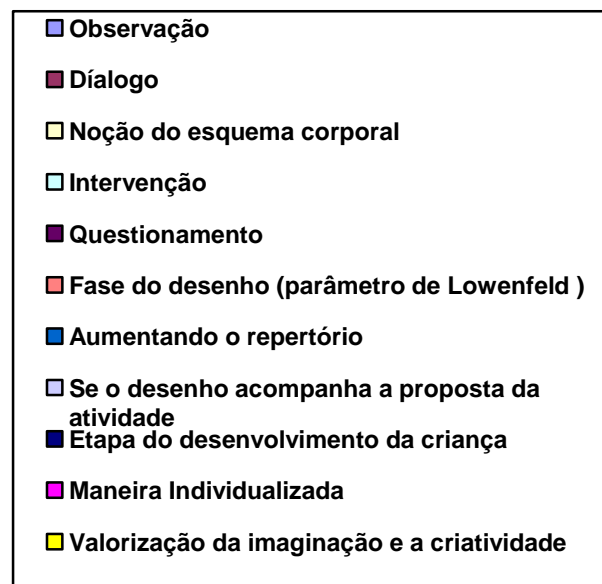 Observação
Díalogo
Noção do esquema corporal
Intervenção
Questionamento
Fase do desenho (parâmetro de Lowenfeld )
Aumentando o repertório
Se o desenho acompanha a proposta da
atividade
Etapa do desenvolvimento da criança
Maneira Individualizada
Valorização da imaginação e a criatividade